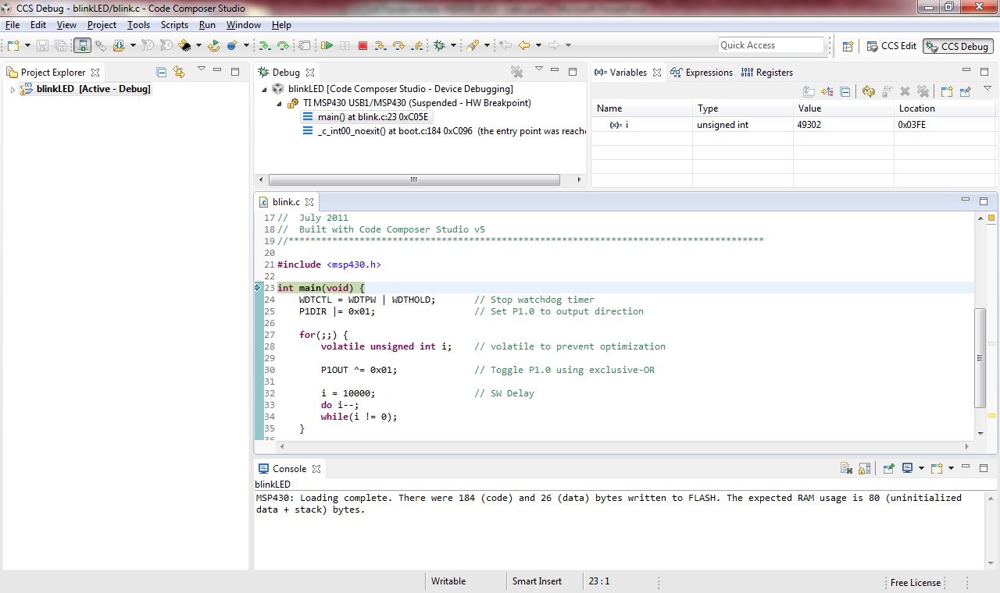 CCS Debug - blinkLED/blink.c - Code Composer Studio
File Edit View Project Tools Scripts Run Window Help
Quick Access
CCS Edit
CCS Debug
Project Explorer
blinkLED [Active - Debug]
Debug
blinkLED [Code Composer Studio - Device Debugging]
TI MSP430 USB1/MSP430 (Suspended - HW Breakpoint)
main() at blink.c:23 0xC05E
_c_int00_noexit() at boot.c:184 0xC096 (the entry point was reache
Variables Expressions Registers
Name Type Value Location
i unsigned int 49302 0x03FE
blink.c
17 // July 2011
18 // Built with Code Composer Studio v5
19 //***************************************************************************************
20
21 #include <msp430.h>
22
23 int main(void) {
24 WDTCTL = WDTPW | WDTHOLD; // Stop watchdog timer
25 P1DIR |= 0x01; // Set P1.0 to output direction
26
27 for(;;) {
28 volatile unsigned int i; // volatile to prevent optimization
29
30 P1OUT ^= 0x01; // Toggle P1.0 using exclusive-OR
31
32 i = 10000; // SW Delay
33 do i--;
34 while(i != 0);
35 }
Console
blinkLED
MSP430: Loading complete. There were 184 (code) and 26 (data) bytes written to FLASH. The expected RAM usage is 80 (uninitialized
data + stack) bytes.
Writable
Smart Insert
23 : 1
Free License